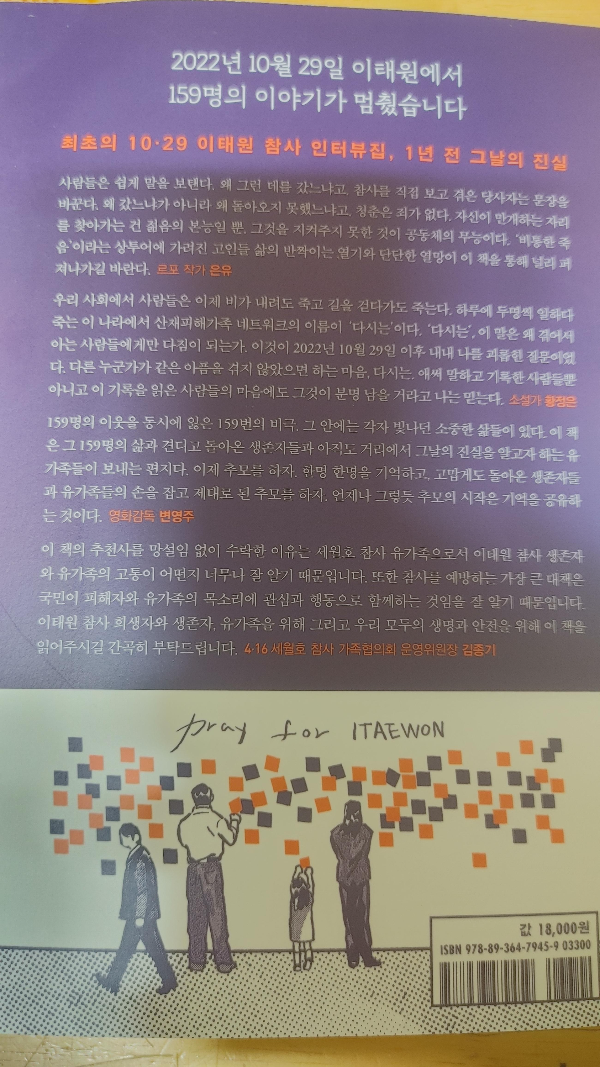 2022년 10월 29일 이태원에서
159명의 이야기가 멈췄습니다
최초의 10·29 이태원 참사 인터뷰집, 1년 전 그날의 진실
사람들은 쉽게 말을 보탠다. 왜 그런 데를 갔느냐고. 참사를 직접 보고 겪은 당사자는 문장을
바꾼다. 왜 갔느냐가 아니라 왜 돌아오지 못했느냐고. 청춘은 죄가 없다. 자신이 만개하는 자리
를 찾아가는 건 젊음의 본능일 뿐, 그것을 지켜주지 못한 것이 공동체의 무능이다. ‘비통한 죽
음’이라는 상투어에 가려진 고인들 삶의 반짝이는 열기와 단단한 열망이 이 책을 통해 널리 퍼
져나가길 바란다. 르포 작가 은유
우리 사회에서 사람들은 이제 비가 내려도 죽고 길을 걷다가도 죽는다. 하루에 두명씩 일하다
죽는 이 나라에서 산재피해가족 네트워크의 이름이 ‘다시는’이다. ‘다시는’, 이 말은 왜 겪어서
아는 사람들에게만 다짐이 되는가. 이것이 2022년 10월 29일 이후 내내 나를 괴롭힌 질문이었
다. 다른 누군가가 같은 아픔을 겪지 않았으면 하는 마음, 다시는. 애써 말하고 기록한 사람들뿐
아니고 이 기록을 읽은 사람들의 마음에도 그것이 분명 남을 거라고 나는 믿는다. 소설가 황정은
159명의 이웃을 동시에 잃은 159번의 비극. 그 안에는 각자 빛나던 소중한 삶들이 있다. 이 책
은 그 159명의 삶과 견디고 돌아온 생존자들과 아직도 거리에서 그날의 진실을 알고자 하는 유
가족들이 보내는 편지다. 이제 추모를 하자. 한명 한명을 기억하고, 고맙게도 돌아온 생존자들
과 유가족들의 손을 잡고 제대로 된 추모를 하자. 언제나 그렇듯 추모의 시작은 기억을 공유하
는 것이다. 영화감독 변영주
이 책의 추천사를 망설임 없이 수락한 이유는 세월호 참사 유가족으로서 이태원 참사 생존자
와 유가족의 고통이 어떤지 너무나 잘 알기 때문입니다. 또한 참사를 예방하는 가장 큰 대책은
국민이 피해자와 유가족의 목소리에 관심과 행동으로 함께하는 것임을 잘 알기 때문입니다.
이태원 참사 희생자와 생존자, 유가족을 위해 그리고 우리 모두의 생명과 안전을 위해 이 책을
읽어주시길 간곡히 부탁드립니다. 4·16 세월호 참사 가족협의회 운영위원장 김종기
pray for ITAEWON
값 18,000원
ISBN 978-89-364-7945-9 03300